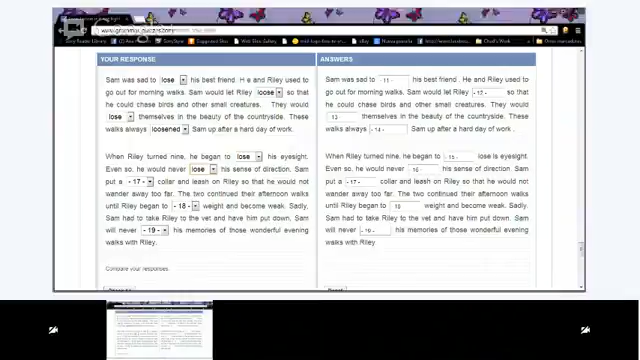 www.grammar-quizzes.com
Sony Reader Library
Suggested Sites
Web Slice Gallery
Chad's Work
YOUR RESPONSE
Sam was sad to lose his best friend. H e and Riley used to
go out for morning walks. Sam would let Riley loose so that
he could chase birds and other small creatures. They would
lose themselves in the beauty of the countryside. These
walks always loosened Sam up after a hard day of work.
When Riley turned nine, he began to lose his eyesight.
Even so, he would never lose his sense of direction. Sam
put a - 17 - collar and leash on Riley so that he would not
wander away too far. The two continued their afternoon walks
until Riley began to - 18 - weight and become weak. Sadly,
Sam had to take Riley to the vet and have him put down. Sam
will never - 19 - his memories of those wonderful evening
walks with Riley.
Compare your responses.
ANSWERS
Sam was sad to - 11 - his best friend . He and Riley used to
go out for morning walks. Sam would let Riley - 12 - so that
he could chase birds and other small creatures. They would
13 themselves in the beauty of the countryside. These
walks always - 14 - Sam up after a hard day of work .
When Riley turned nine, he began to - 15 - lose is eyesight.
Even so, he would never 16 his sense of direction. Sam
put a - 17 - collar and leash on Riley so that he would not
wander away too far. The two continued their afternoon walks
until Riley began to 18 weight and become weak. Sadly,
Sam had to take Riley to the vet and have him put down. Sam
will never - 19 - his memories of those wonderful evening
walks with Riley